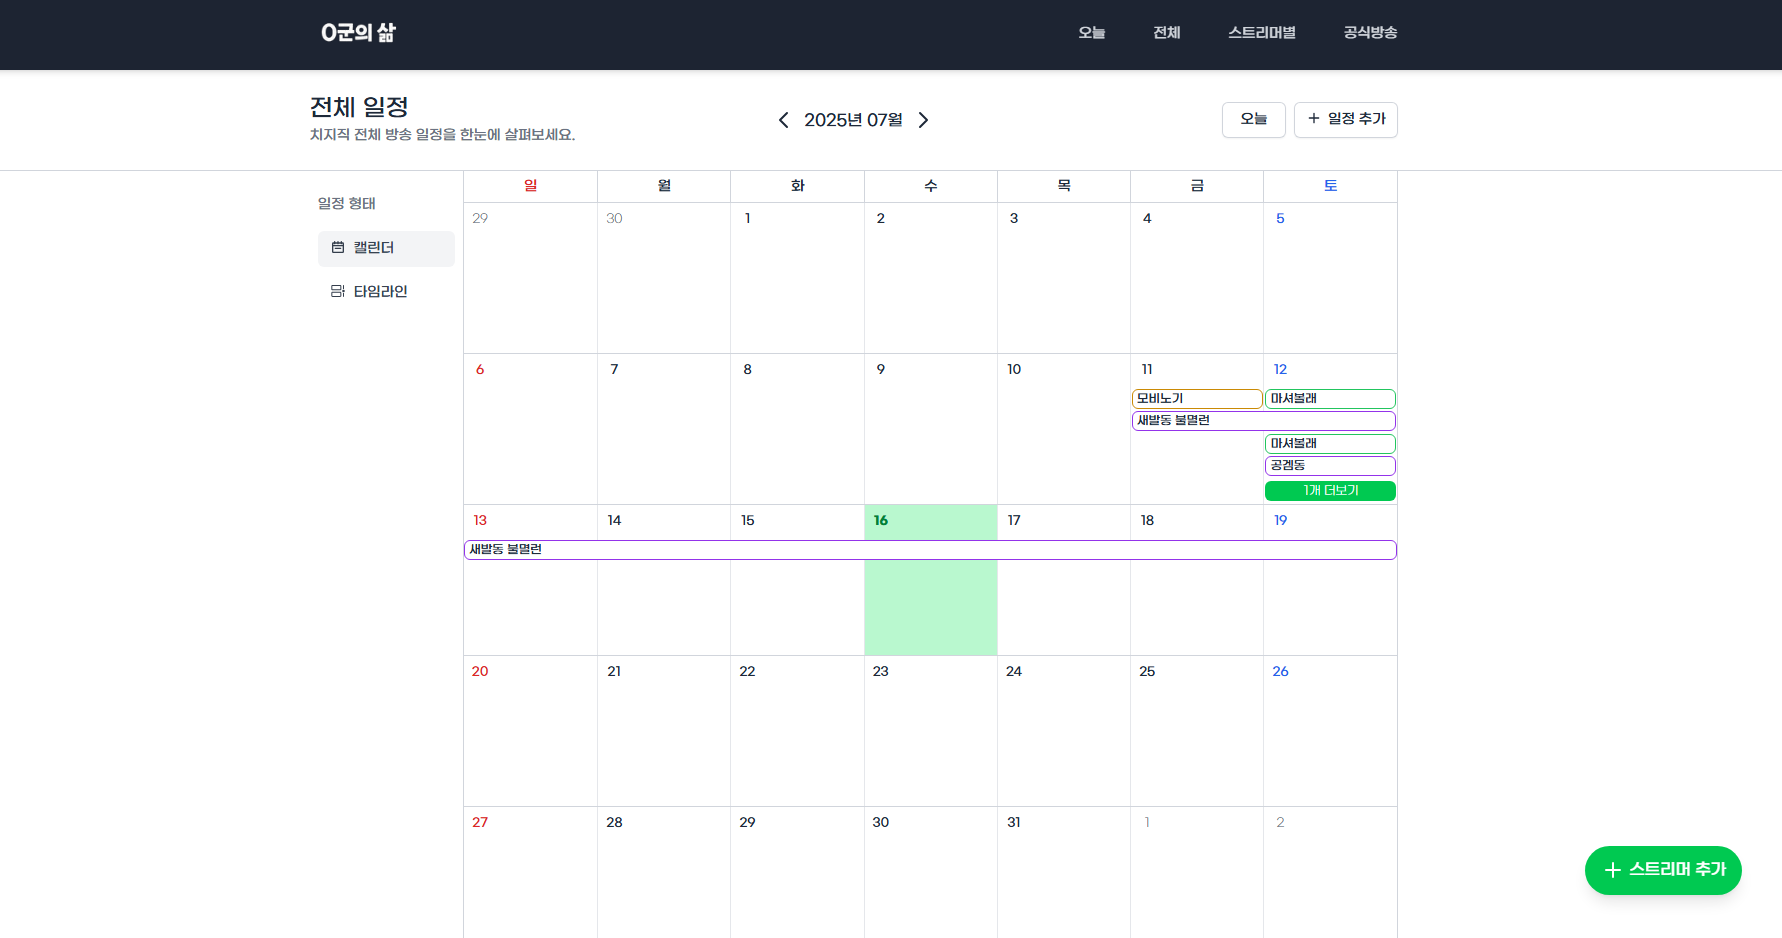 O군의 삶
오늘 전체 스트리머별 공식방송
전체 일정
치지직 전체 방송 일정을 한눈에 살펴보세요.
2025년 07월
오늘
일정 추가
일정 형태
캘린더
타임라인
일 월 화 수 목 금 토
29 30 1 2 3 4 5
6 7 8 9 10 11 12
모비노기
마셔볼래
새발동 불멸런
마셔볼래
공겜동
1개 더보기
13 14 15 16 17 18 19
새발동 불멸런
20 21 22 23 24 25 26
27 28 29 30 31 1 2
스트리머 추가